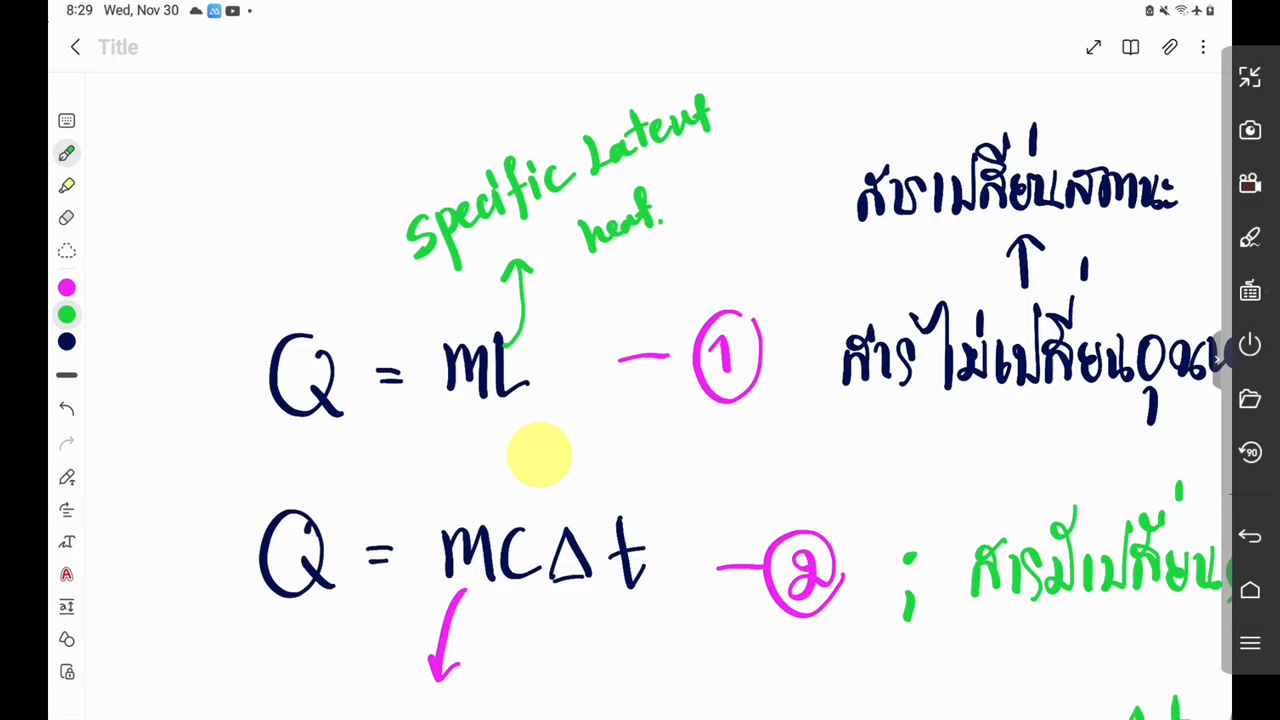 8:29 Wed, Nov 30
Title
specific Latent
heat.
สารเปลี่ยนสถานะ
Q = mL — ①
สารไม่เปลี่ยนอุณห
Q = mcΔt — ② ; สารมีเปลี่ยน
Δt